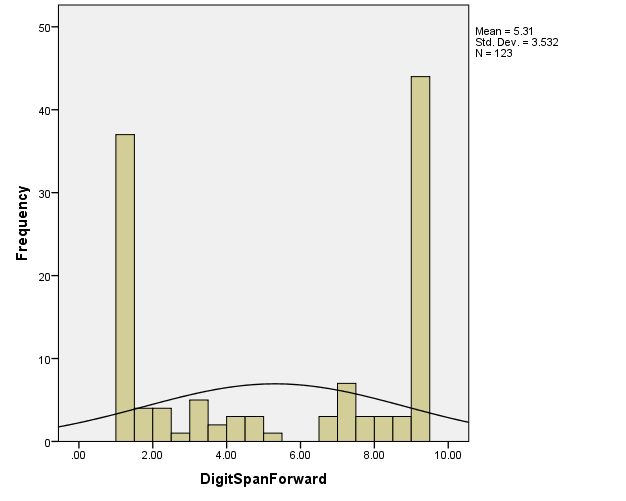 Mean = 5.31
Std. Dev. = 3.532
N = 123
50
40
30
20
10
0
Frequency
.00 2.00 4.00 6.00 8.00 10.00
DigitSpanForward